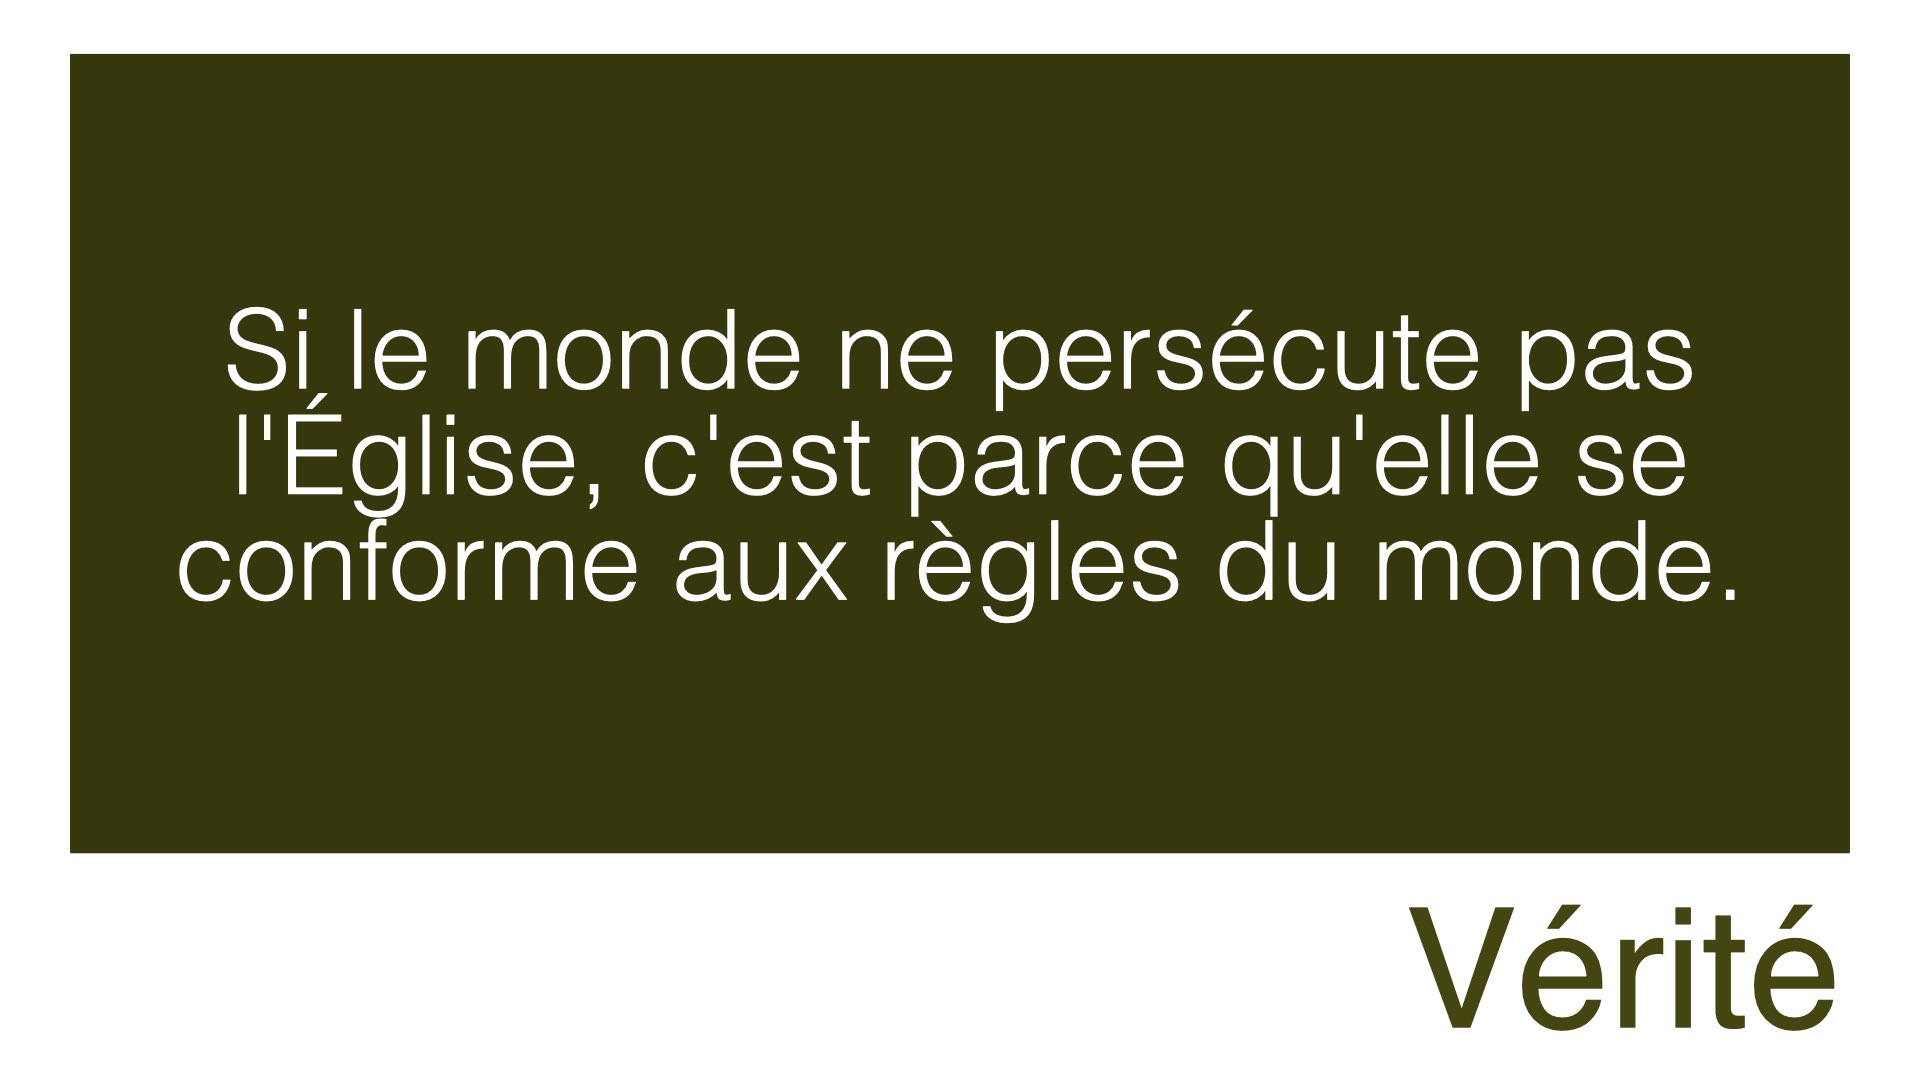 Si le monde ne persécute pas
l'Église, c'est parce qu'elle se
conforme aux règles du monde.
Vérité